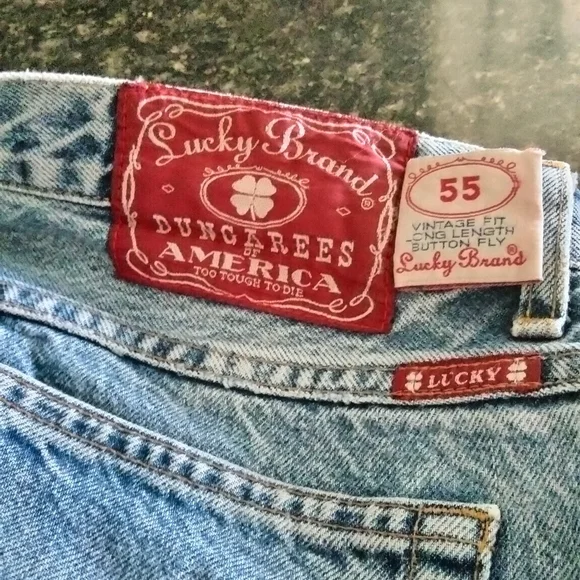 Lucky Brand®
DUNGAREES
OF
AMERICA
TOO TOUGH TO DIE
55
VINTAGE FIT
LONG LENGTH
BUTTON FLY
Lucky Brand®
LUCKY